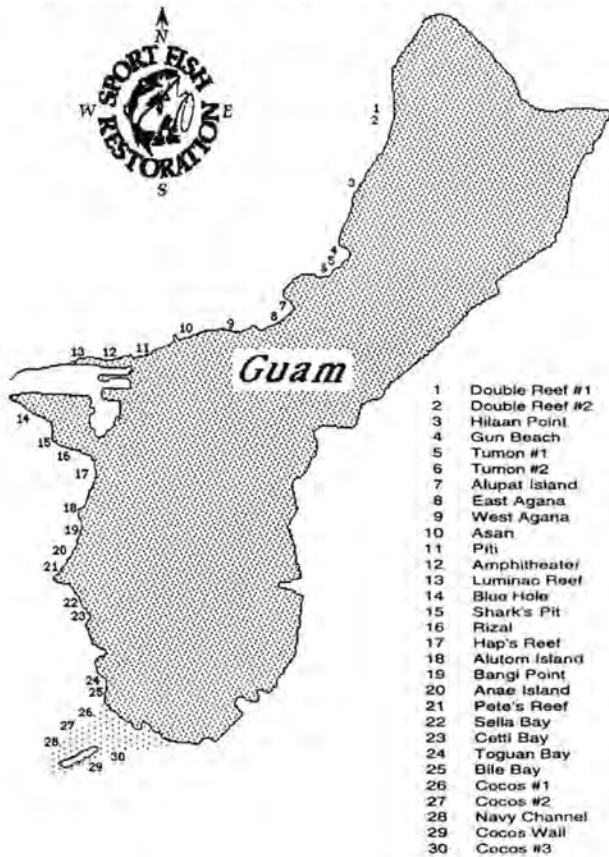 N
SPORT FISH
W E
RESTORATION
S
1
2
3
4
5
6
7
8
9
10
11
12
13
Guam
14
15
16
17
18
19
20
21
22
23
24
25
26
27
28
29
30
1 Double Reef #1
2 Double Reef #2
3 Hilaan Point
4 Gun Beach
5 Tumon #1
6 Tumon #2
7 Alupat Island
8 East Agana
9 West Agana
10 Asan
11 Piti
12 Amphitheater
13 Luminao Reef
14 Blue Hole
15 Shark's Pit
16 Rizal
17 Hap's Reef
18 Alutom Island
19 Bangi Point
20 Anae Island
21 Pete's Reef
22 Sella Bay
23 Cetti Bay
24 Toguan Bay
25 Bile Bay
26 Cocos #1
27 Cocos #2
28 Navy Channel
29 Cocos Wall
30 Cocos #3